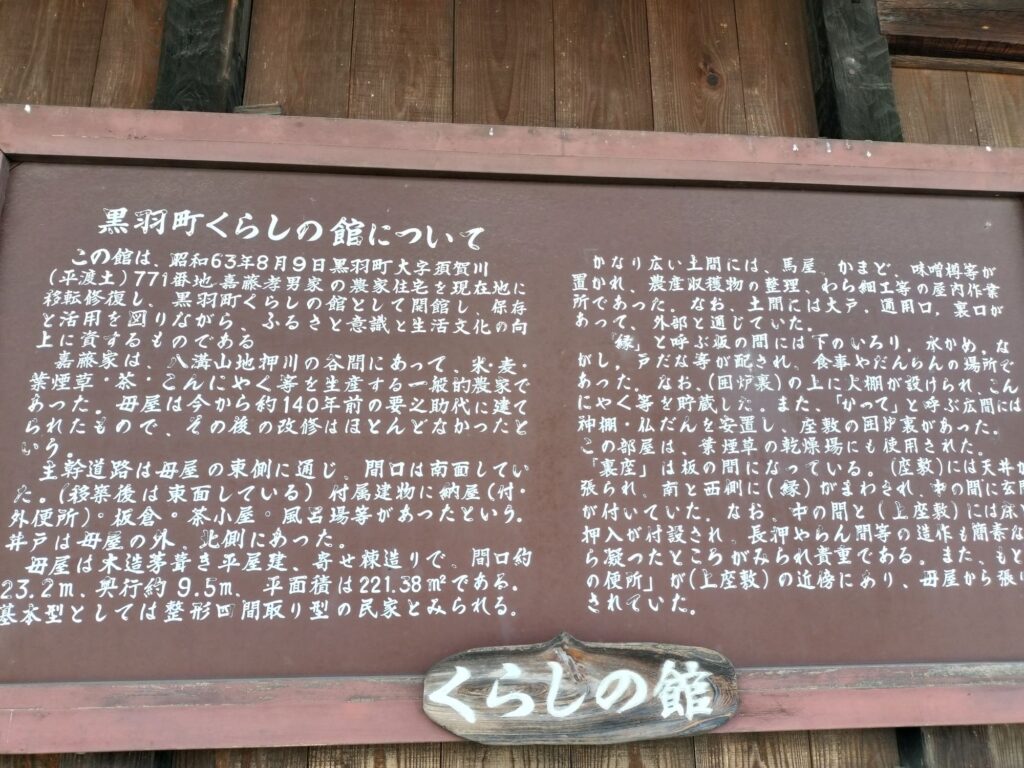 黒羽町くらしの館について
この館は、昭和63年8月9日黒羽町大字須賀川
(平渡土)771番地嘉藤孝男家の農家住宅を現在地に
移転修復し、黒羽町くらしの館として開館し、保存
と活用を図りながら、ふるさと意識と生活文化の向
上に資するものである
嘉藤家は、八溝山地押川の谷間にあって、米・麦・
葉煙草・茶・こんにゃく等を生産する一般的農家で
あった。母屋は今から約140年前の要之助代に建て
られたもので、その後の改修はほとんどなかったと
いう。
主幹道路は母屋の東側に通じ、間口は南面してい
た。(移築後は東面している)付属建物に納屋(付・
外便所)。板倉。茶小屋。風呂場等があったという。
井戸は母屋の外、北側にあった。
母屋は木造茅葺き平屋建、寄せ棟造りで、間口約
23.2m、奥行約9.5m、平面積は221.38㎡である。
基本型としては整形四間取り型の民家とみられる。
かなり広い土間には、馬屋、かまど、味噌樽等が
置かれ、農産収穫物の整理、わら細工等の屋内作業
所であった。なお、土間には大戸，通用口，裏口が
あって、外部と通じていた。
「縁」と呼ぶ板の間には下のいろり，水がめ，な
がし，戸だな等が配され、食事やだんらんの場所で
あった。なお、(囲炉裏)の上に大棚が設けられ、こん
にゃく等を貯蔵した。また、「かって」と呼ぶ広間には
神棚・仏だんを安置し、座敷の囲炉裏があった。
この部屋は、葉煙草の乾燥場にも使用された。
「裏座」は板の間になっている。(座敷)には天井が
張られ、南と西側に(縁)がまわされ、中の間に玄関
が付いていた。なお、中の間と(上座敷)には床
押入が付設され、長押やらん間等の造作も簡素な
ら凝ったところがみられ貴重である。また、もと
の便所」が(上座敷)の近傍にあり、母屋から張り
されていた。
くらしの館